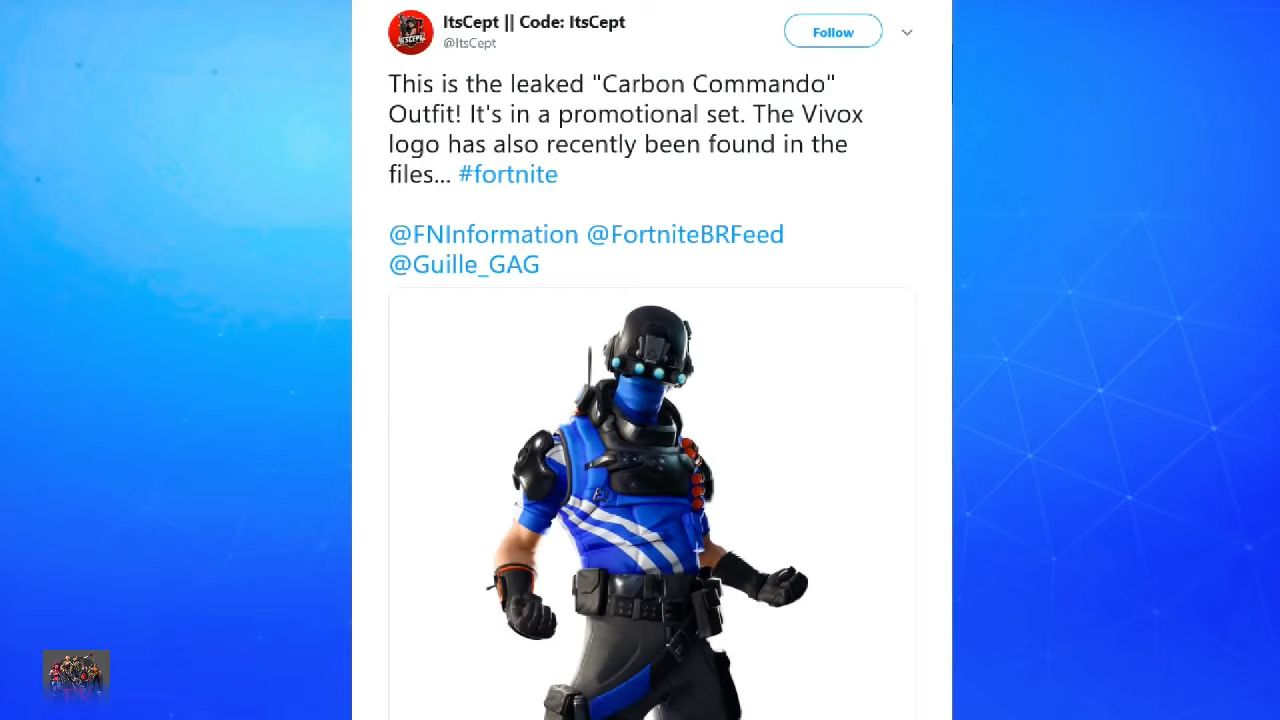 ItsCept || Code: ItsCept
@ItsCept
Follow
This is the leaked "Carbon Commando"
Outfit! It's in a promotional set. The Vivox
logo has also recently been found in the
files... #fortnite
@FNInformation @FortniteBRFeed
@Guille_GAG